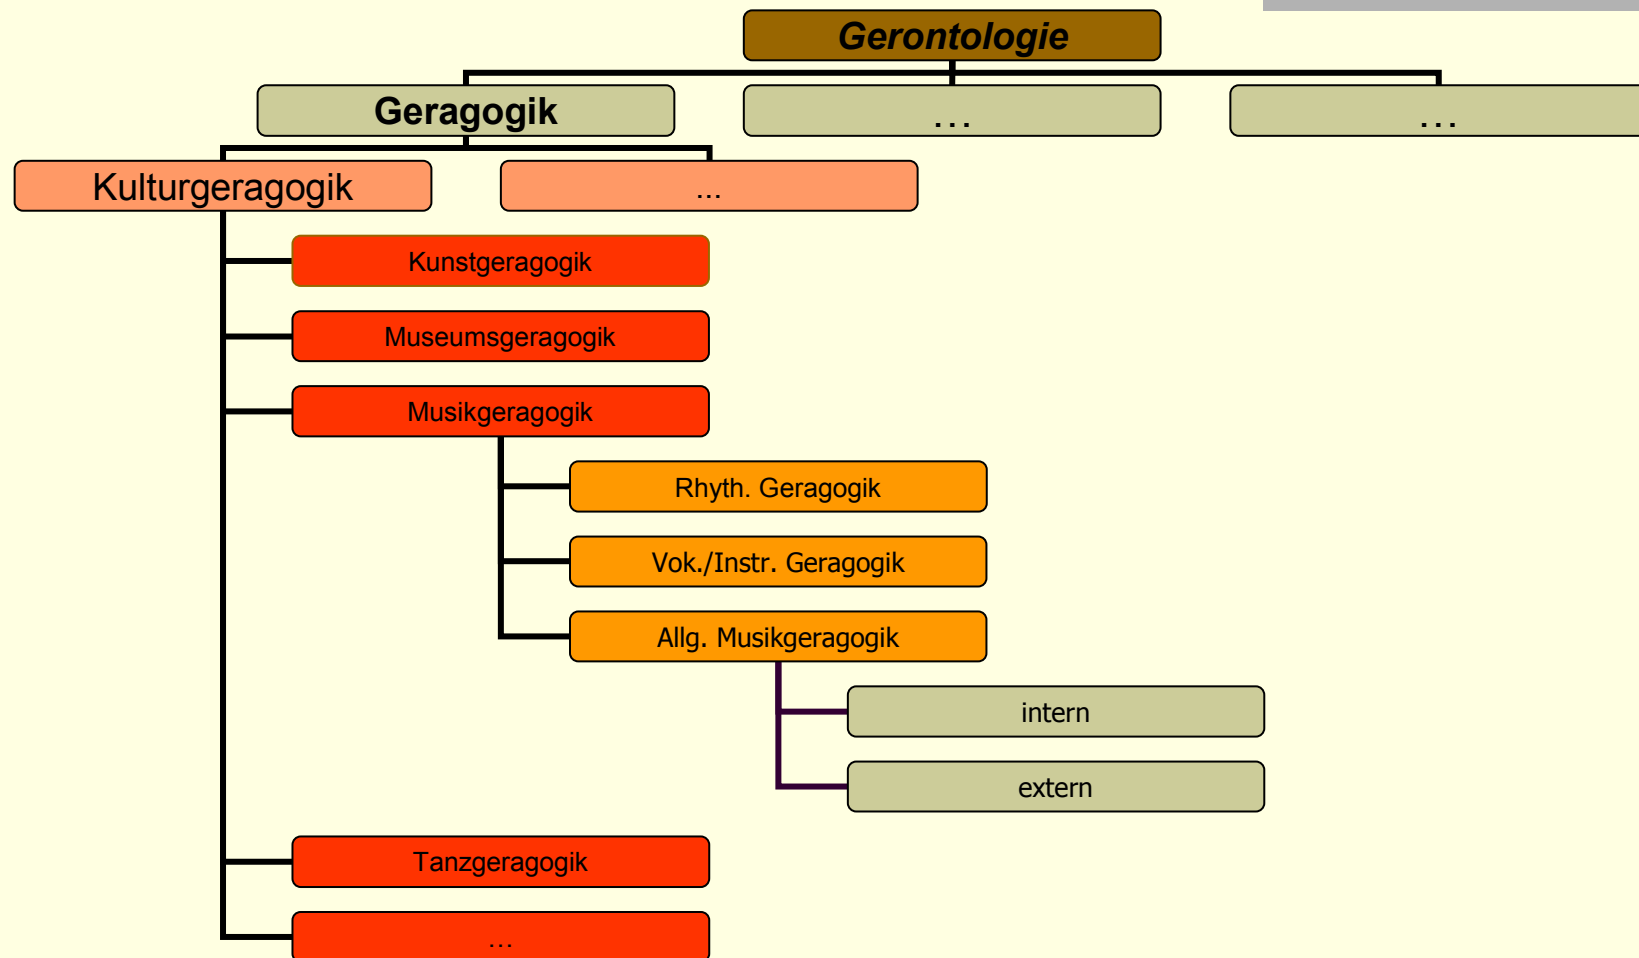 Gerontologie
Geragogik
…
…
Kulturgeragogik
...
Kunstgeragogik
Museumsgeragogik
Musikgeragogik
Rhyth. Geragogik
Vok./Instr. Geragogik
Allg. Musikgeragogik
intern
extern
Tanzgeragogik
…